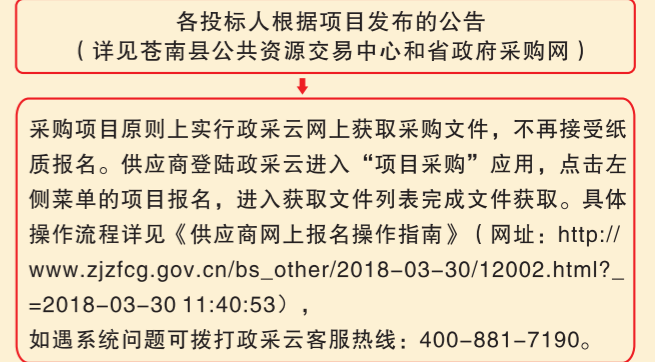 各投标人根据项目发布的公告
（详见苍南县公共资源交易中心和省政府采购网）
采购项目原则上实行政采云网上获取采购文件，不再接受纸
质报名。供应商登陆政采云进入“项目采购”应用，点击左
侧菜单的项目报名，进入获取文件列表完成文件获取。具体
操作流程详见《供应商网上报名操作指南》（网址：http://
www.zjzfcg.gov.cn/bs_other/2018-03-30/12002.html?_
=2018-03-30 11:40:53），
如遇系统问题可拨打政采云客服热线：400-881-7190。